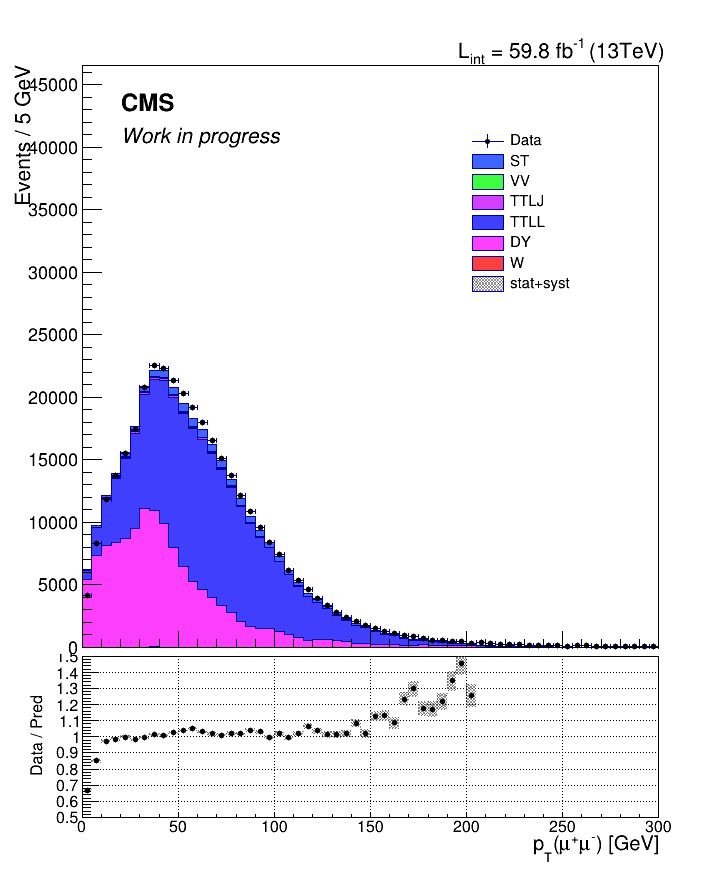 L_int = 59.8 fb^-1 (13TeV)
Events / 5 GeV
45000
40000
35000
30000
25000
20000
15000
10000
5000
0
CMS
Work in progress
Data
ST
VV
TTLJ
TTLL
DY
W
stat+syst
Data / Pred
1.5
1.4
1.3
1.2
1.1
1
0.9
0.8
0.7
0.6
0.5
0 50 100 150 200 250 300
p_T(μ⁺μ⁻) [GeV]